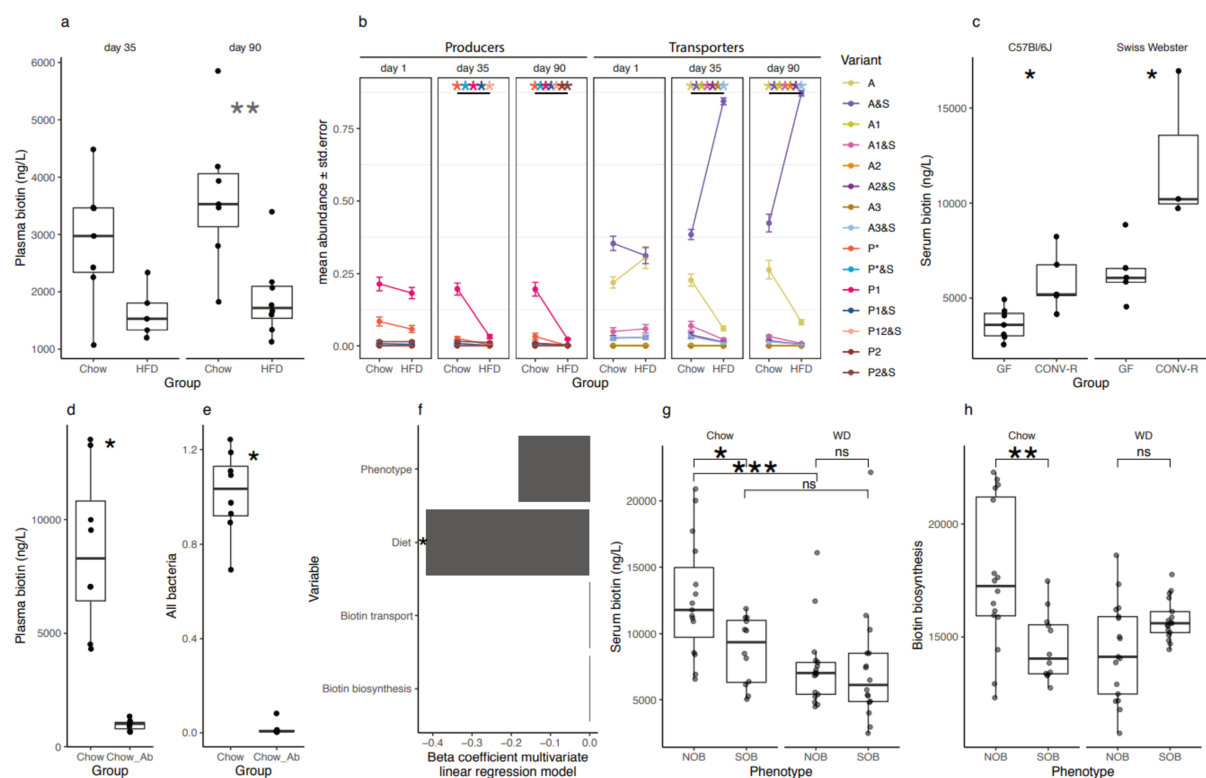 a
day 35
day 90
6000
5000
4000
3000
2000
1000
Plasma biotin (ng/L)
**
Chow
HFD
Chow
HFD
Group
b
Producers
Transporters
day 1
day 35
day 90
day 1
day 35
day 90
*****
******
******
******
0.75
0.50
0.25
0.00
mean abundance ± std.error
Chow HFD
Chow HFD
Chow HFD
Chow HFD
Chow HFD
Chow HFD
Group
Variant
A
A&S
A1
A1&S
A2
A2&S
A3
A3&S
P*
P*&S
P1
P1&S
P12&S
P2
P2&S
c
C57Bl/6J
Swiss Webster
*
*
15000
10000
5000
Serum biotin (ng/L)
GF
CONV-R
GF
CONV-R
Group
d
*
10000
5000
0
Plasma biotin (ng/L)
Chow Chow_Ab
Group
e
*
1.2
0.6
0.0
All bacteria
Chow Chow_Ab
Group
f
Variable
Phenotype
Diet
*
Biotin transport
Biotin biosynthesis
−0.4 −0.3 −0.2 −0.1 0.0
Beta coefficient multivariate
linear regression model
g
Chow
WD
*
ns
***
ns
20000
15000
10000
5000
Serum biotin (ng/L)
NOB
SOB
NOB
SOB
Phenotype
h
Chow
WD
**
ns
20000
15000
Biotin biosynthesis
NOB
SOB
NOB
SOB
Phenotype